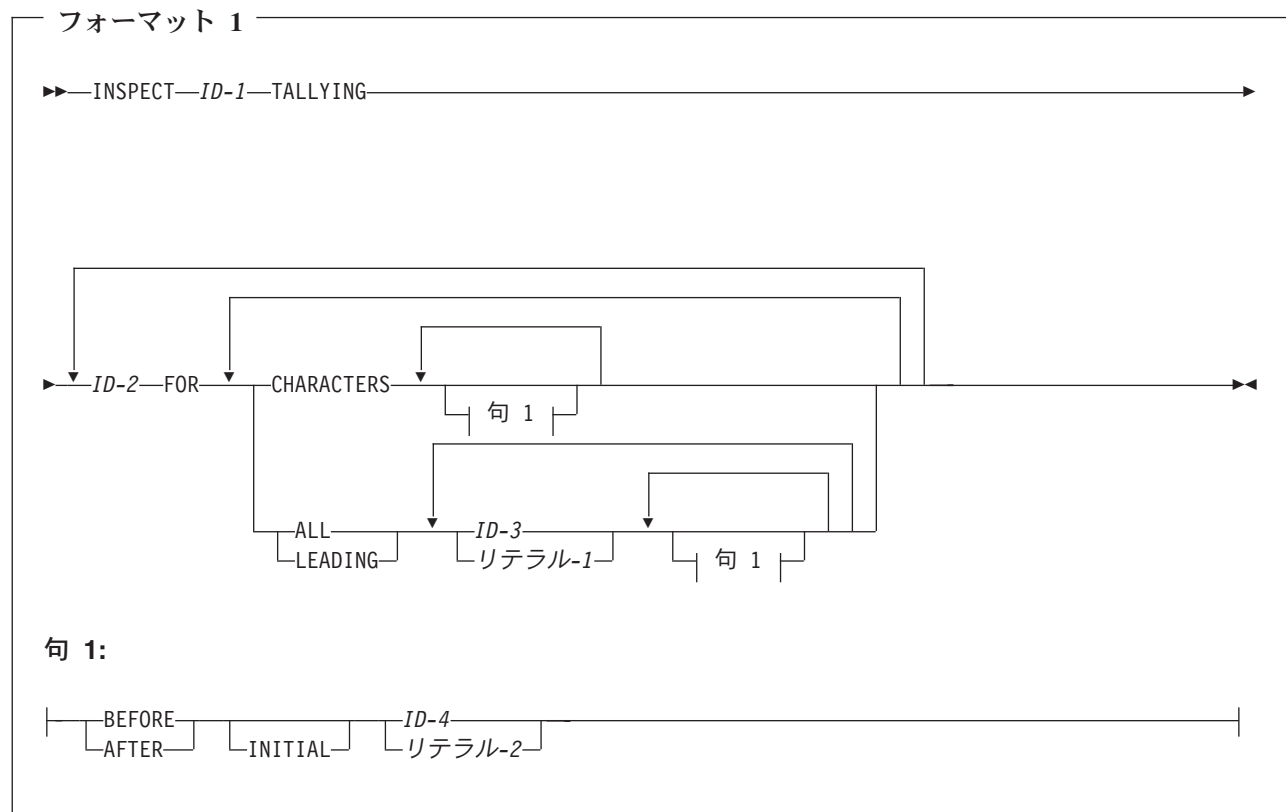 フォーマット 1
INSPECT ID-1 TALLYING
ID-2 FOR CHARACTERS
句 1
ALL ID-3
LEADING リテラル-1 句 1
句 1:
BEFORE ID-4
AFTER INITIAL リテラル-2